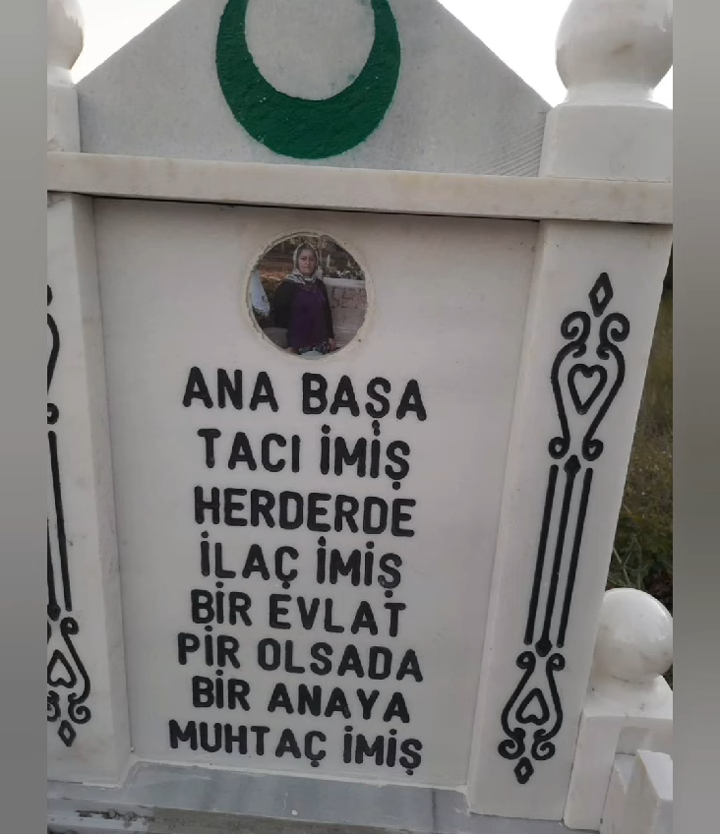 ANA BAŞA
TACI İMİŞ
HERDERDE
İLAÇ İMİŞ
BİR EVLAT
PİR OLSADA
BİR ANAYA
MUHTAÇ İMİŞ